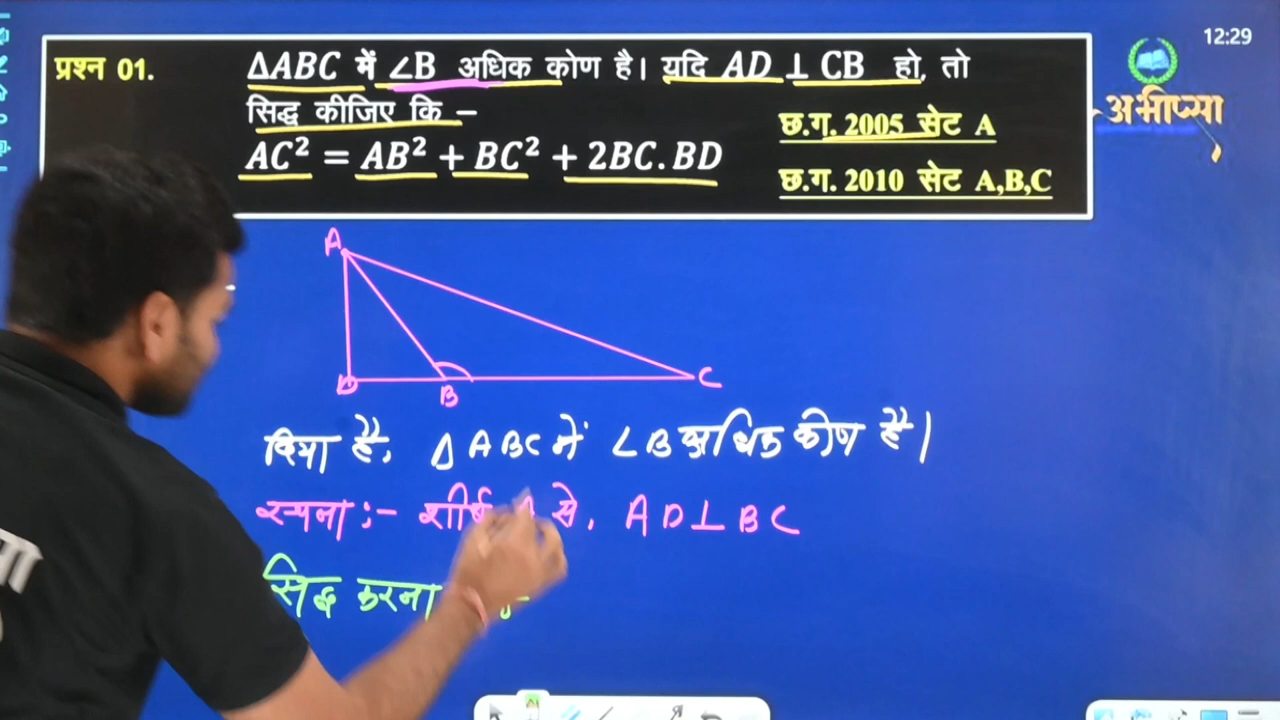 12:29
प्रश्न 01. ΔABC में ∠B अधिक कोण है। यदि AD ⊥ CB हो, तो
सिद्ध कीजिए कि –
AC² = AB² + BC² + 2BC.BD
छ.ग. 2005 सेट A
छ.ग. 2010 सेट A,B,C
अभीप्सा
A
D B C
दिया है, Δ ABC में ∠B अधिक कोण है।
रचना :- शीर्ष A से, AD ⊥ BC
सिद्ध करना